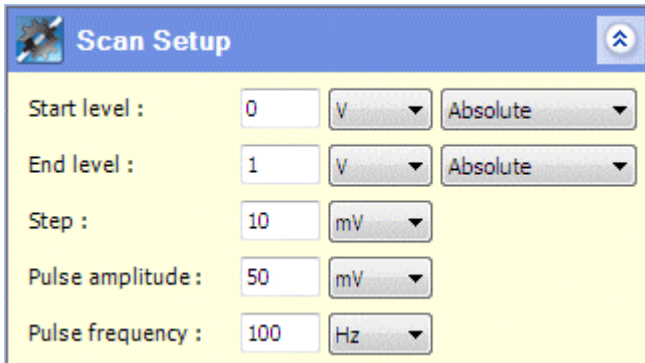 Scan Setup
Start level : 0 V Absolute
End level : 1 V Absolute
Step : 10 mV
Pulse amplitude : 50 mV
Pulse frequency : 100 Hz